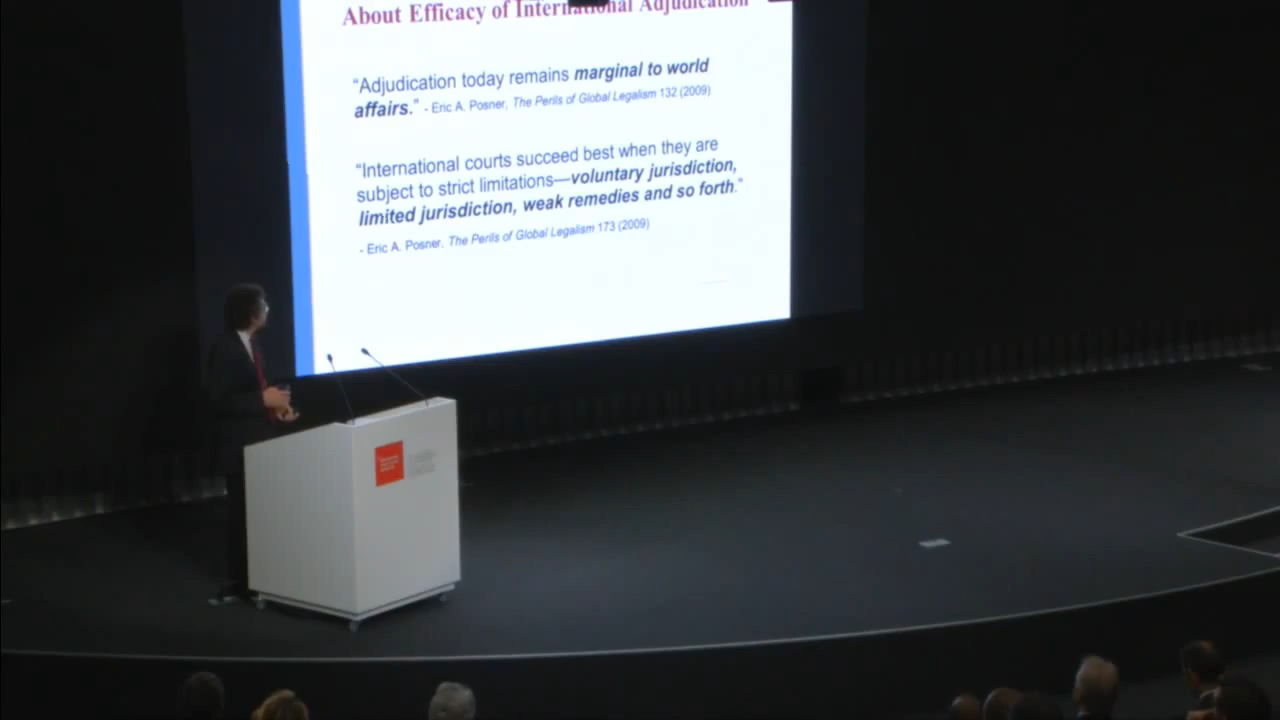 About Efficacy of International Adjudication
“Adjudication today remains marginal to world
affairs.” - Eric A. Posner, The Perils of Global Legalism 132 (2009)
“International courts succeed best when they are
subject to strict limitations—voluntary jurisdiction,
limited jurisdiction, weak remedies and so forth.”
- Eric A. Posner, The Perils of Global Legalism 173 (2009)